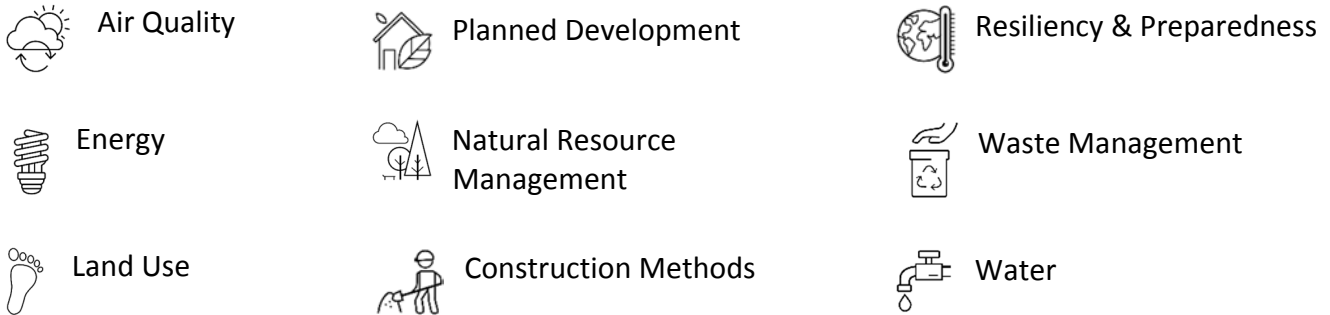 Air Quality
Planned Development
Resiliency & Preparedness
Energy
Natural Resource
Management
Waste Management
Land Use
Construction Methods
Water